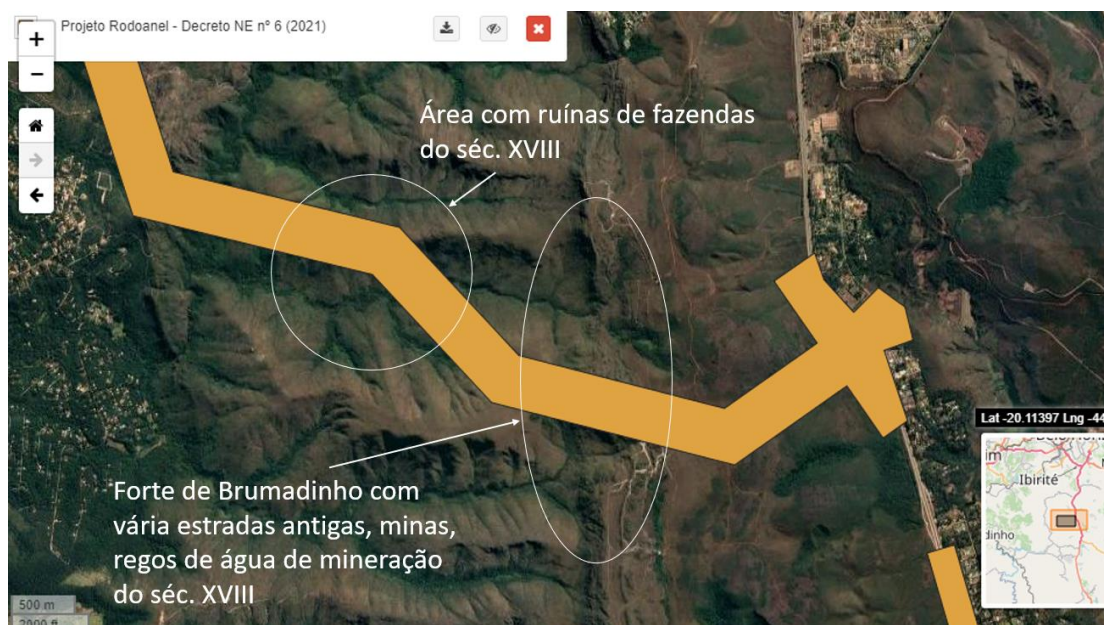 Projeto Rodoanel - Decreto NE nº 6 (2021)
Área com ruínas de fazendas
do séc. XVIII
Lat -20.11397 Lng -44
Ibirité
Forte de Brumadinho com
vária estradas antigas, minas,
regos de água de mineração
do séc. XVIII
500 m
2000 ft